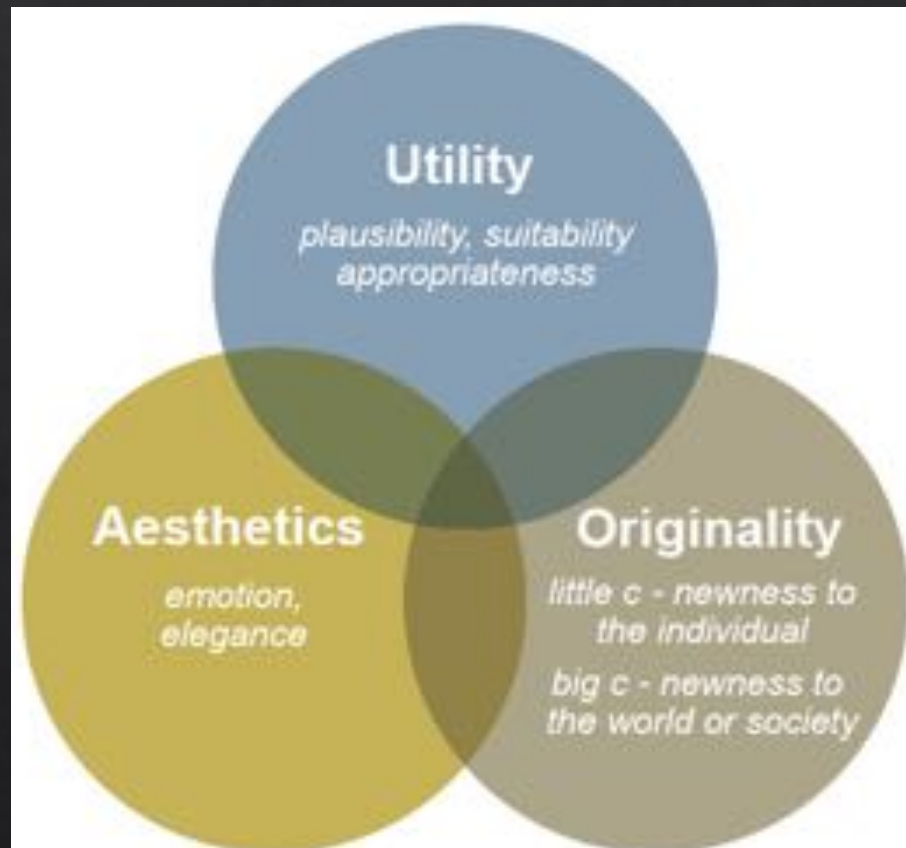 Utility
plausibility, suitability
appropriateness
Aesthetics
emotion,
elegance
Originality
little c - newness to
the individual
big c - newness to
the world or society